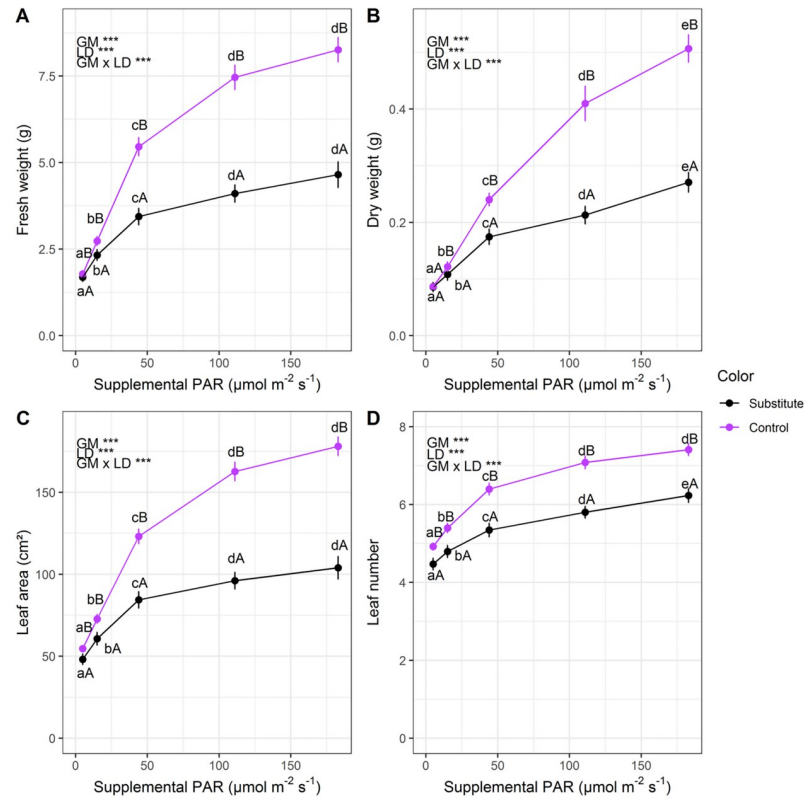 A
GM ***
LD ***
GM x LD ***
Fresh weight (g)
7.5
5.0
2.5
0.0
aB
aA
bB
bA
cB
cA
dB
dA
dB
dA
0
50
100
150
Supplemental PAR (µmol m⁻² s⁻¹)
B
GM ***
LD ***
GM x LD ***
Dry weight (g)
0.4
0.2
0.0
aA
aA
bB
bA
cB
cA
dB
dA
eB
eA
0
50
100
150
Supplemental PAR (µmol m⁻² s⁻¹)
Color
Substitute
Control
C
GM ***
LD ***
GM x LD ***
Leaf area (cm²)
150
100
50
0
aB
aA
bB
bA
cB
cA
dB
dA
dB
dA
0
50
100
150
Supplemental PAR (µmol m⁻² s⁻¹)
D
GM ***
LD ***
GM x LD ***
Leaf number
8
6
4
2
0
aB
aA
bB
bA
cB
cA
dB
dA
dB
eA
0
50
100
150
Supplemental PAR (µmol m⁻² s⁻¹)